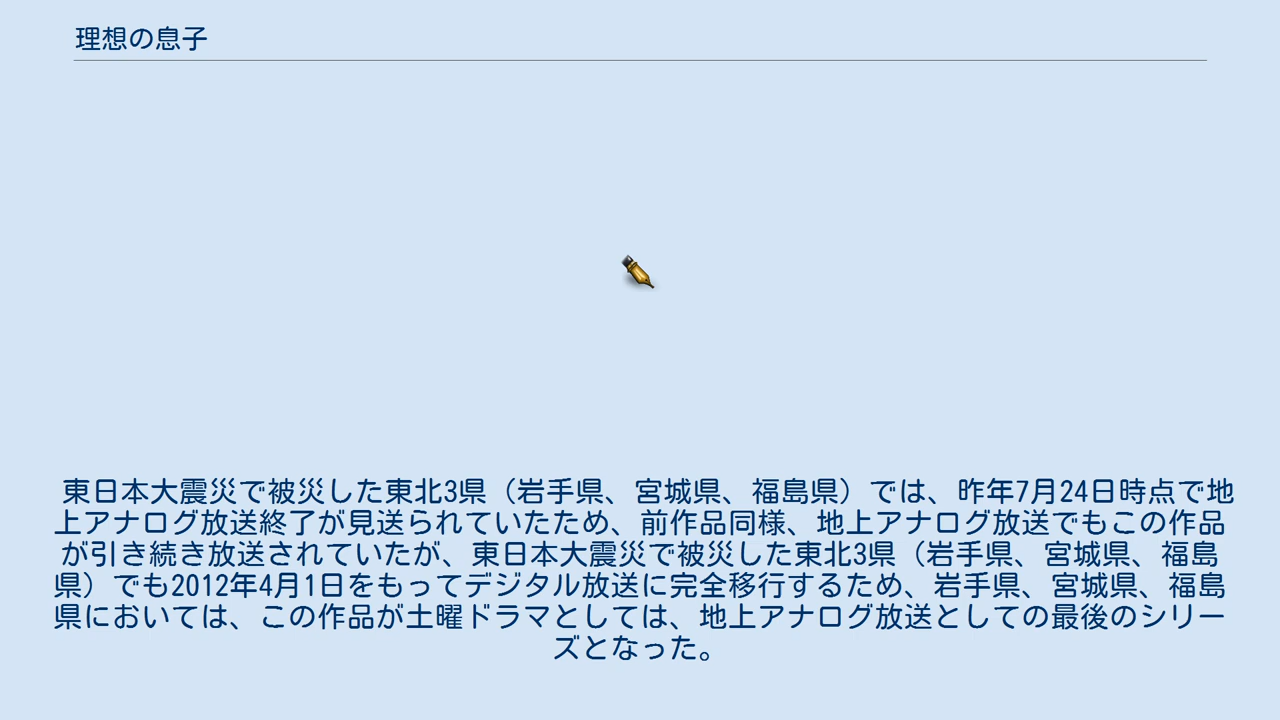 理想の息子
東日本大震災で被災した東北3県（岩手県、宮城県、福島県）では、昨年7月24日時点で地
上アナログ放送終了が見送られていたため、前作品同様、地上アナログ放送でもこの作品
が引き続き放送されていたが、東日本大震災で被災した東北3県（岩手県、宮城県、福島
県）でも2012年4月1日をもってデジタル放送に完全移行するため、岩手県、宮城県、福島
県においては、この作品が土曜ドラマとしては、地上アナログ放送としての最後のシリー
ズとなった。